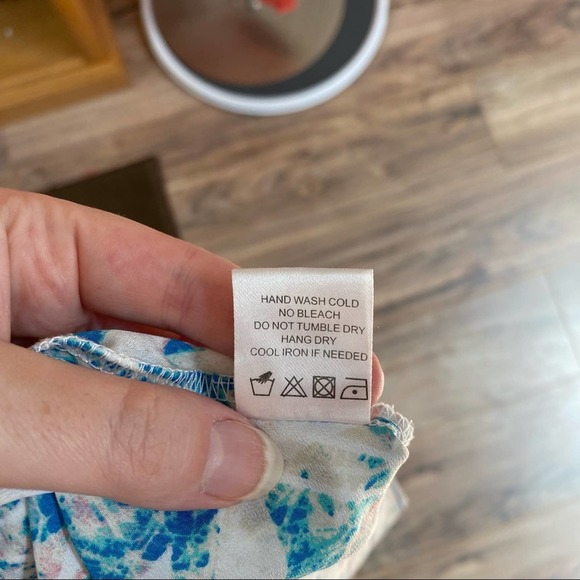 HAND WASH COLD
NO BLEACH
DO NOT TUMBLE DRY
HANG DRY
COOL IRON IF NEEDED